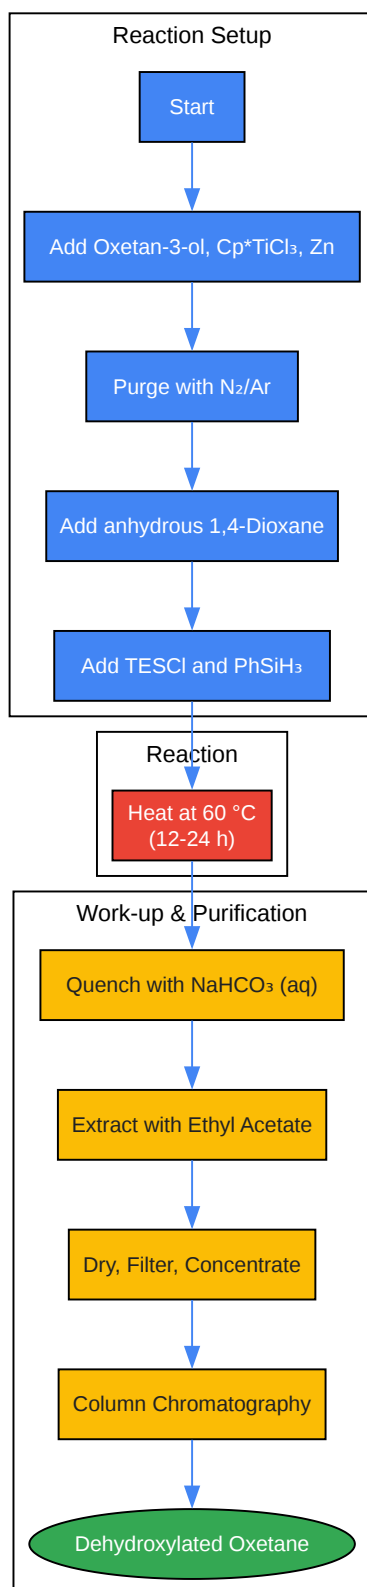 Reaction Setup
Start
Add Oxetan-3-ol, Cp*TiCl₃, Zn
Purge with N₂/Ar
Add anhydrous 1,4-Dioxane
Add TESCl and PhSiH₃
Reaction
Heat at 60 °C
(12-24 h)
Work-up & Purification
Quench with NaHCO₃ (aq)
Extract with Ethyl Acetate
Dry, Filter, Concentrate
Column Chromatography
Dehydroxylated Oxetane